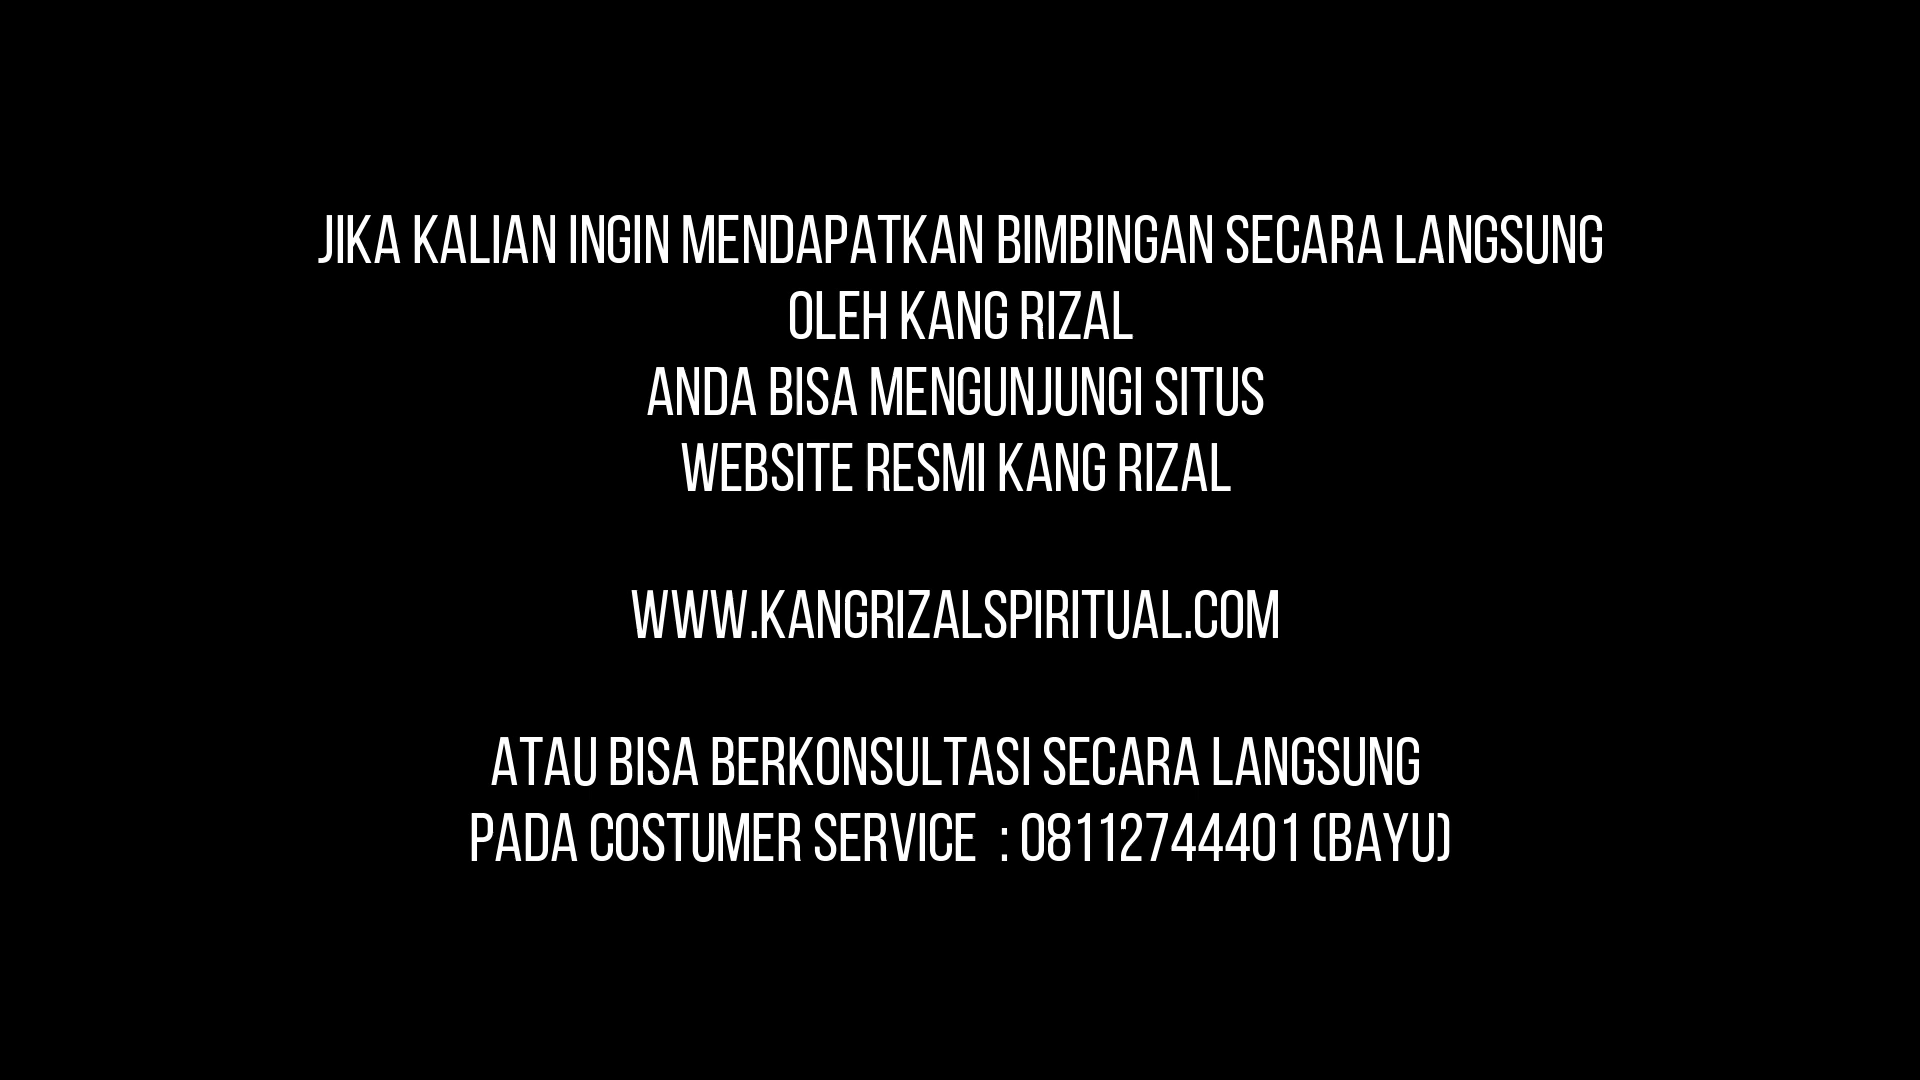 JIKA KALIAN INGIN MENDAPATKAN BIMBINGAN SECARA LANGSUNG
OLEH KANG RIZAL
ANDA BISA MENGUNJUNGI SITUS
WEBSITE RESMI KANG RIZAL
WWW.KANGRIZALSPIRITUAL.COM
ATAU BISA BERKONSULTASI SECARA LANGSUNG
PADA COSTUMER SERVICE : 08112744401 (BAYU)